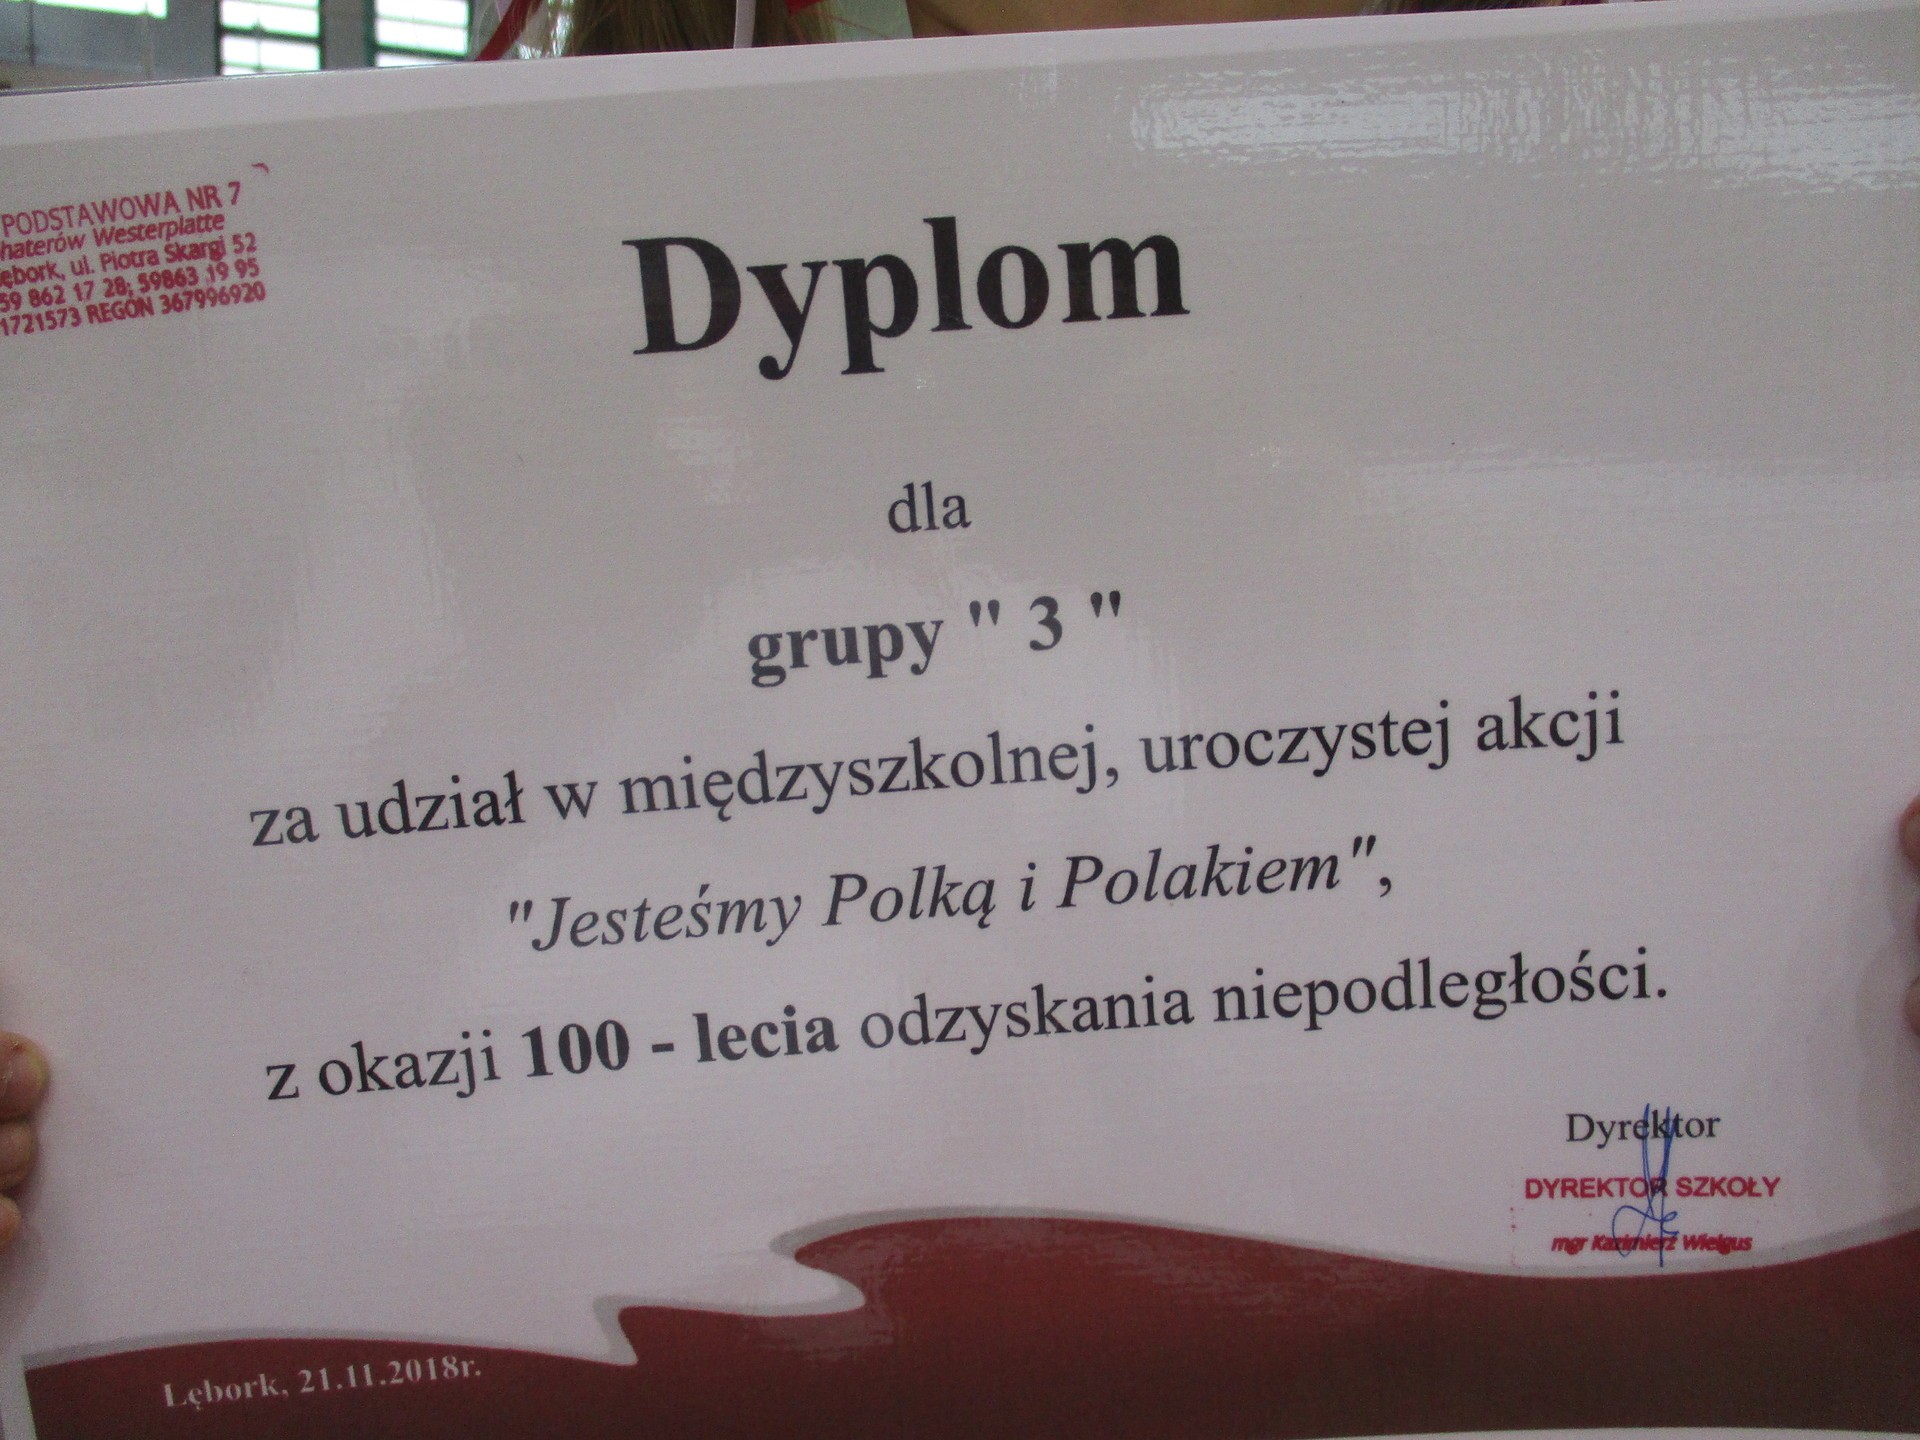 PODSTAWOWA NR 7
haterów Westerplatte
ębork, ul. Piotra Skargi 52
59 862 17 28; 59863 19 95
1721573 REGON 367996920
Dyplom
dla
grupy " 3 "
za udział w międzyszkolnej, uroczystej akcji
"Jesteśmy Polką i Polakiem",
z okazji 100 - lecia odzyskania niepodległości.
Dyrektor
DYREKTOR SZKOŁY
mgr Kazimierz Wielgus
Lębork, 21.11.2018r.